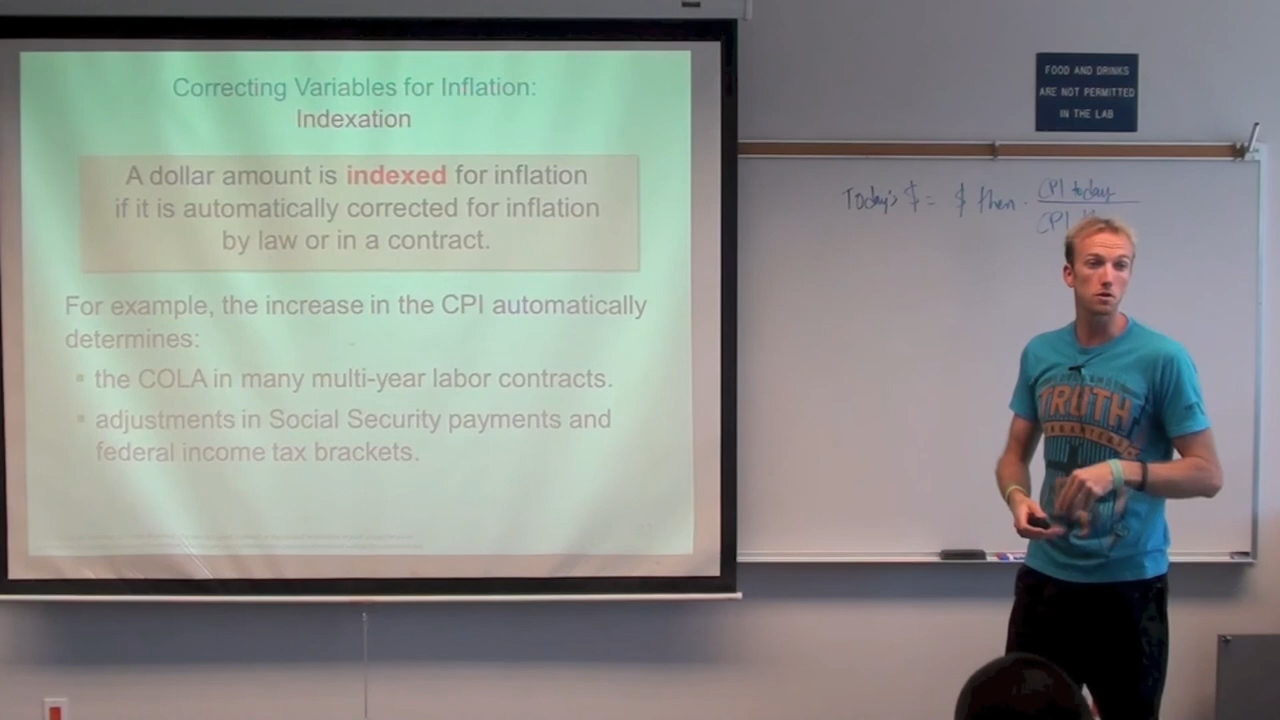 Correcting Variables for Inflation:
Indexation
A dollar amount is indexed for inflation
if it is automatically corrected for inflation
by law or in a contract.
For example, the increase in the CPI automatically
determines:
▪ the COLA in many multi-year labor contracts.
▪ adjustments in Social Security payments and
federal income tax brackets.
FOOD AND DRINKS
ARE NOT PERMITTED
IN THE LAB
Today's $ = $ then · CPI today
CPI
TRUTH